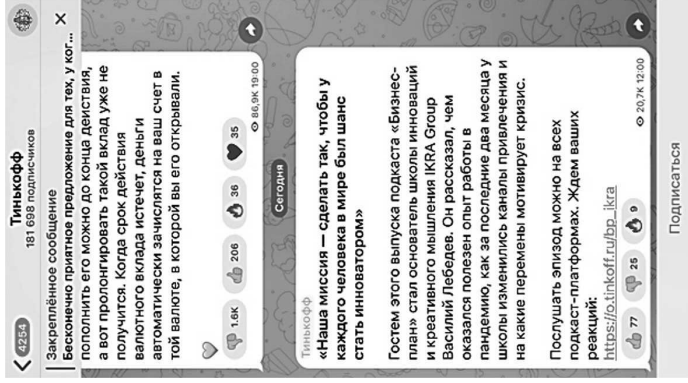 4254
Тинькофф
181 698 подписчиков
Закреплённое сообщение
Бесконечно приятное предложение для тех, у ког...
пополнить его можно до конца действия,
а вот пролонгировать такой вклад уже не
получится. Когда срок действия
валютного вклада истечет, деньги
автоматически зачислятся на ваш счет в
той валюте, в которой вы его открывали.
1.6K 206 36 35
86,9K 19:00
Сегодня
Тинькофф
«Наша миссия — сделать так, чтобы у
каждого человека в мире был шанс
стать инноватором»
Гостем этого выпуска подкаста «Бизнес-
план» стал основатель школы инноваций
и креативного мышления IKRA Group
Василий Лебедев. Он рассказал, чем
оказался полезен опыт работы в
пандемию, как за последние два месяца у
школы изменились каналы привлечения и
на какие перемены мотивирует кризис.
Послушать эпизод можно на всех
подкаст-платформах. Ждем ваших
реакций:
https://o.tinkoff.ru/bp_ikra
77 25 9
20,7K 12:00
Подписаться